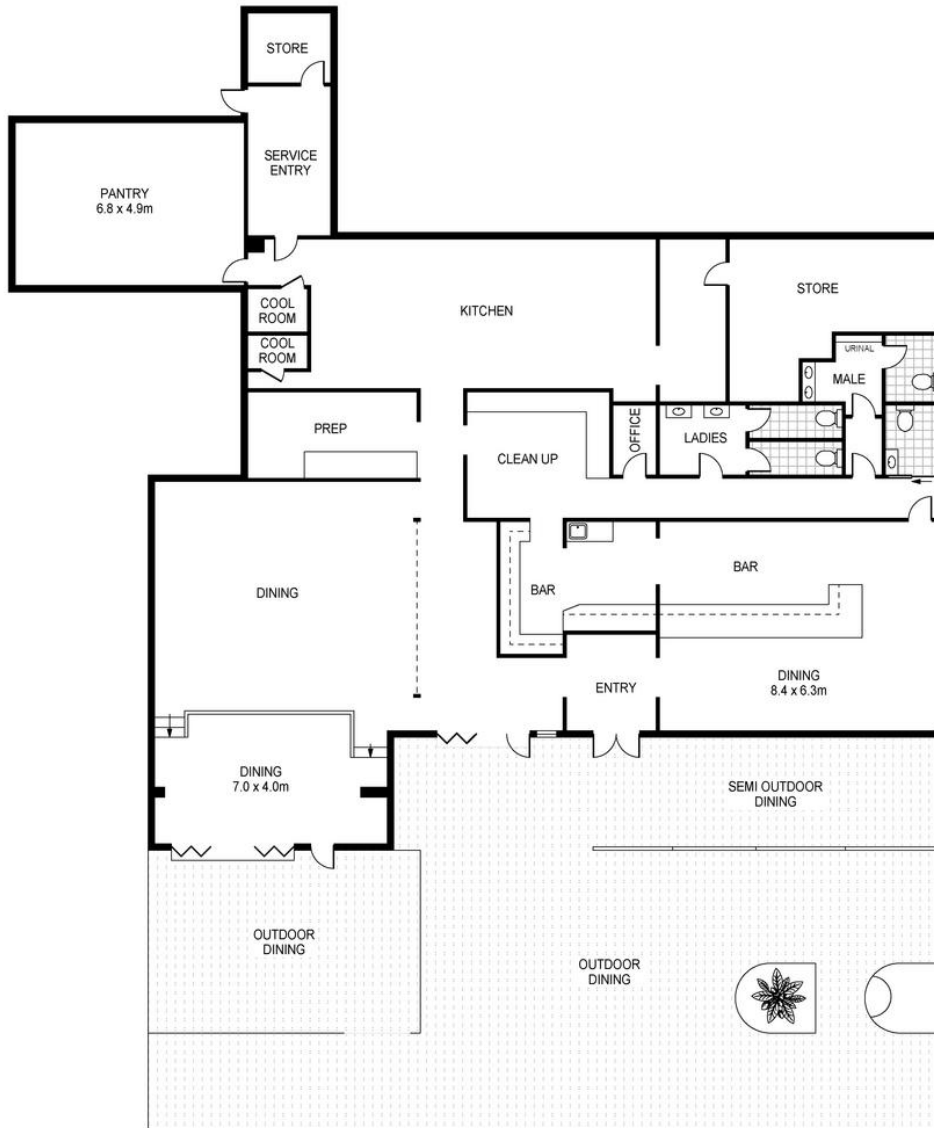 STORE
SERVICE
ENTRY
PANTRY
6.8 x 4.9m
COOL
ROOM
COOL
ROOM
KITCHEN
STORE
URINAL
MALE
PREP
CLEAN UP
OFFICE
LADIES
DINING
BAR
BAR
ENTRY
DINING
8.4 x 6.3m
DINING
7.0 x 4.0m
SEMI OUTDOOR
DINING
OUTDOOR
DINING
OUTDOOR
DINING